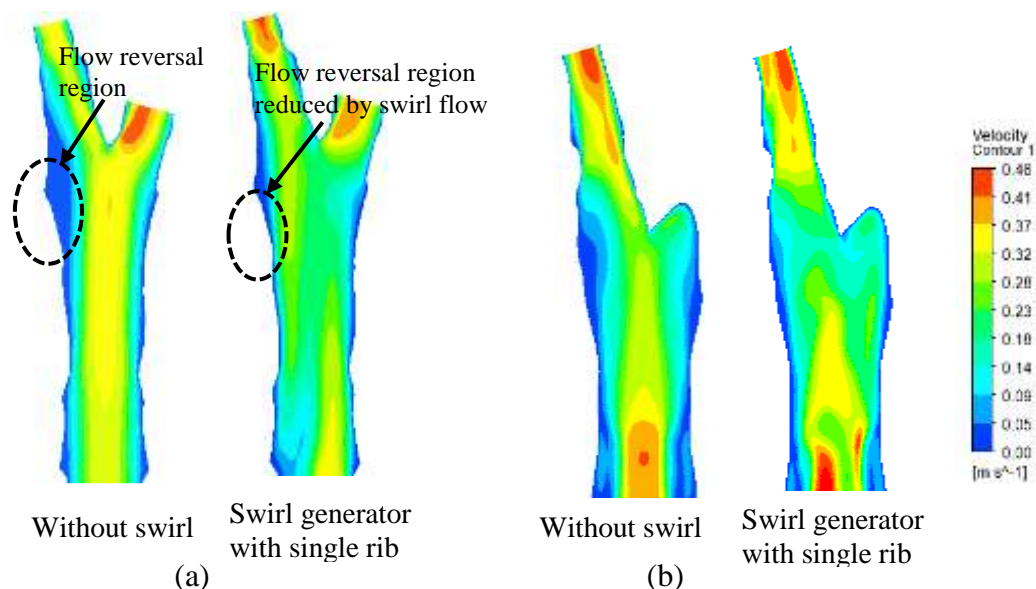 Flow reversal
region
Flow reversal region
reduced by swirl flow
Velocity
Contour 1
0.46
0.41
0.37
0.32
0.28
0.23
0.18
0.14
0.09
0.05
0.00
[m s^-1]
Without swirl
Swirl generator
with single rib
(a)
Without swirl
Swirl generator
with single rib
(b)